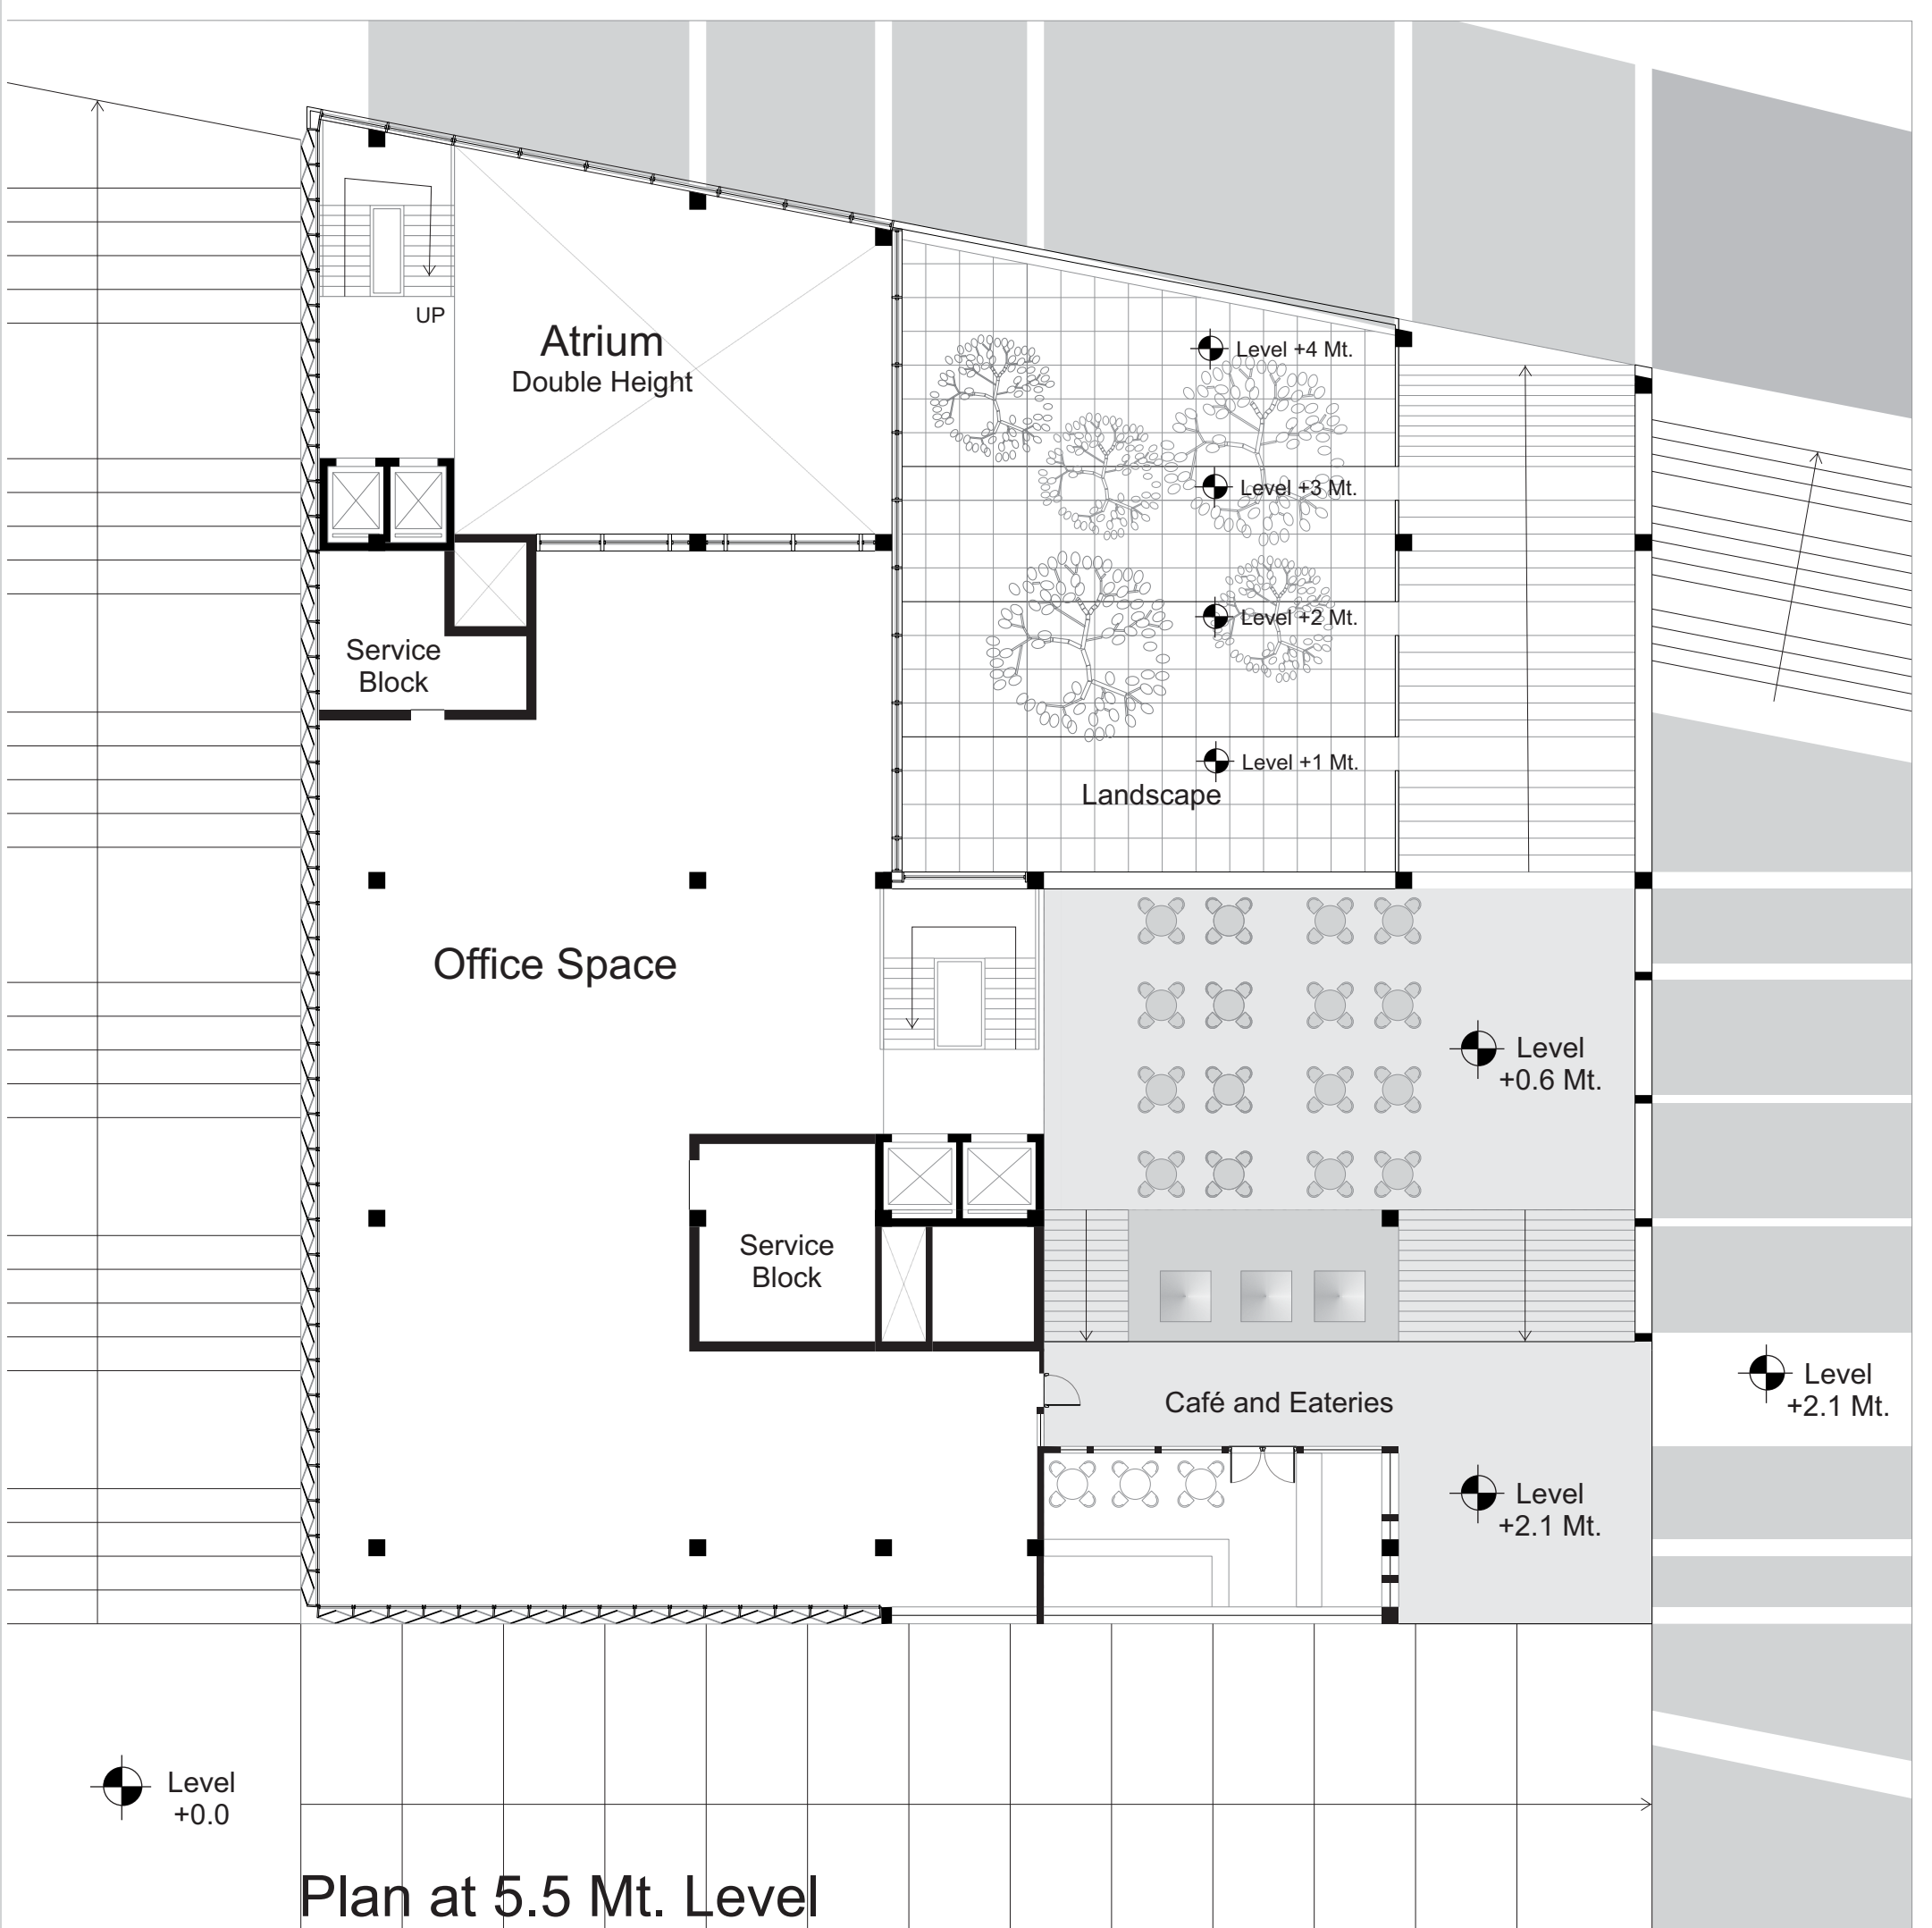 UP
Atrium
Double Height
Level +4 Mt.
Level +3 Mt.
Level +2 Mt.
Service
Block
Level +1 Mt.
Landscape
Office Space
Level
+0.6 Mt.
Service
Block
Level
+2.1 Mt.
Café and Eateries
Level
+2.1 Mt.
Level
+0.0
Plan at 5.5 Mt. Level